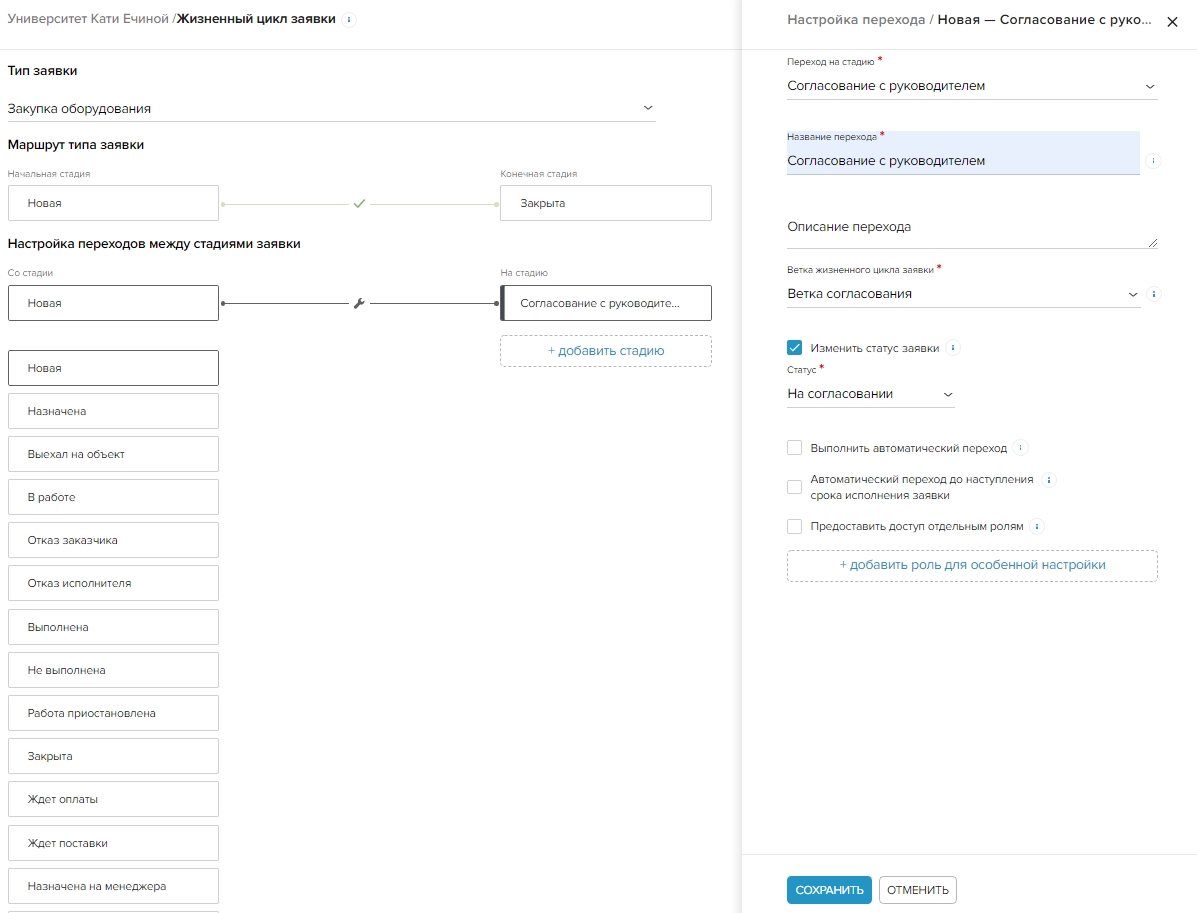 Университет Кати Ечиной /Жизненный цикл заявки
Тип заявки
Закупка оборудования
Маршрут типа заявки
Начальная стадия
Конечная стадия
Новая
Закрыта
Настройка переходов между стадиями заявки
Со стадии
На стадию
Новая
Согласование с руководите...
+ добавить стадию
Новая
Назначена
Выехал на объект
В работе
Отказ заказчика
Отказ исполнителя
Выполнена
Не выполнена
Работа приостановлена
Закрыта
Ждет оплаты
Ждет поставки
Назначена на менеджера
Настройка перехода / Новая — Согласование с руко...
Переход на стадию *
Согласование с руководителем
Название перехода *
Согласование с руководителем
Описание перехода
Ветка жизненного цикла заявки *
Ветка согласования
Изменить статус заявки
Статус *
На согласовании
Выполнить автоматический переход
Автоматический переход до наступления
срока исполнения заявки
Предоставить доступ отдельным ролям
+ добавить роль для особенной настройки
СОХРАНИТЬ
ОТМЕНИТЬ